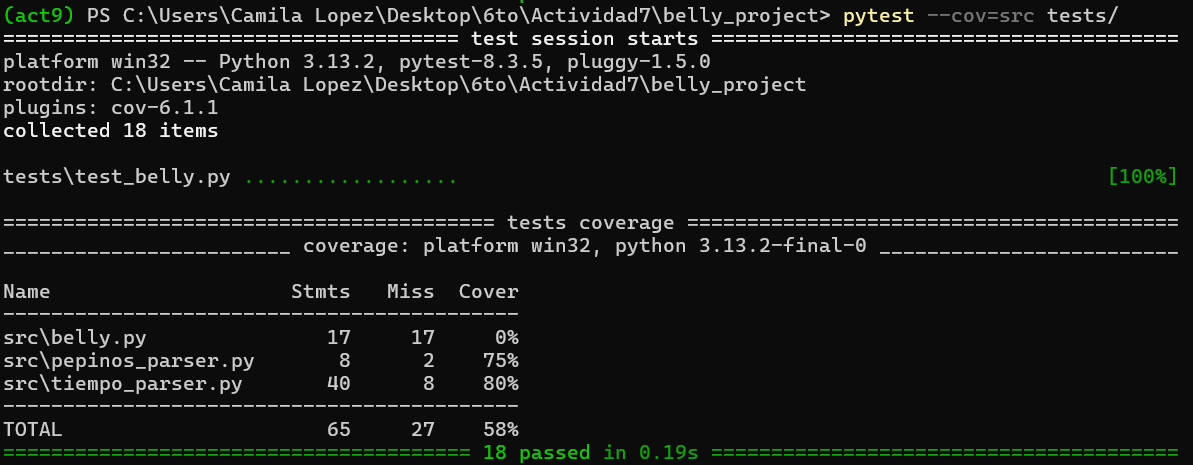 (act9) PS C:\Users\Camila Lopez\Desktop\6to\Actividad7\belly_project> pytest --cov=src tests/
====================================== test session starts =======================================
platform win32 -- Python 3.13.2, pytest-8.3.5, pluggy-1.5.0
rootdir: C:\Users\Camila Lopez\Desktop\6to\Actividad7\belly_project
plugins: cov-6.1.1
collected 18 items
tests\test_belly.py .................. [100%]
========================================= tests coverage =========================================
________________________ coverage: platform win32, python 3.13.2-final-0 _________________________
Name Stmts Miss Cover
-------------------------------------------
src\belly.py 17 17 0%
src\pepinos_parser.py 8 2 75%
src\tiempo_parser.py 40 8 80%
-------------------------------------------
TOTAL 65 27 58%
======================================= 18 passed in 0.19s =======================================